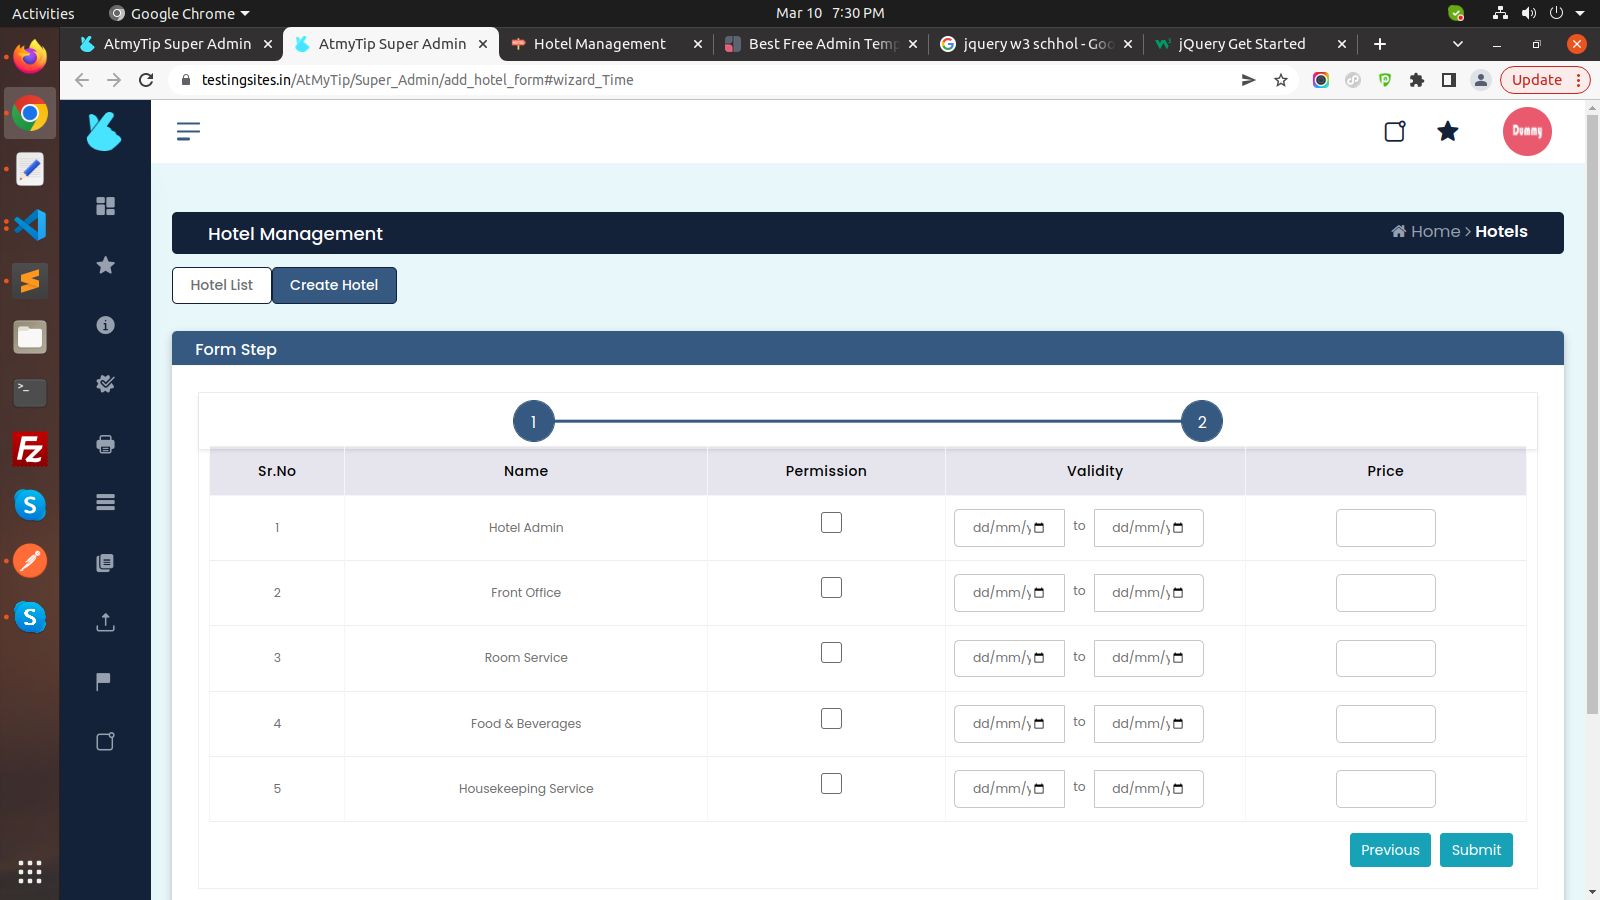 Activities Google Chrome Mar 10 7:30 PM
AtmyTip Super Admin AtmyTip Super Admin Hotel Management Best Free Admin Temp jquery w3 schhol - Goo jQuery Get Started
testingsites.in/AtMyTip/Super_Admin/add_hotel_form#wizard_Time Update
Dummy
Hotel Management Home > Hotels
Hotel List Create Hotel
Form Step
1 2
Sr.No Name Permission Validity Price
1 Hotel Admin dd/mm/y to dd/mm/y
2 Front Office dd/mm/y to dd/mm/y
3 Room Service dd/mm/y to dd/mm/y
4 Food & Beverages dd/mm/y to dd/mm/y
5 Housekeeping Service dd/mm/y to dd/mm/y
Previous Submit